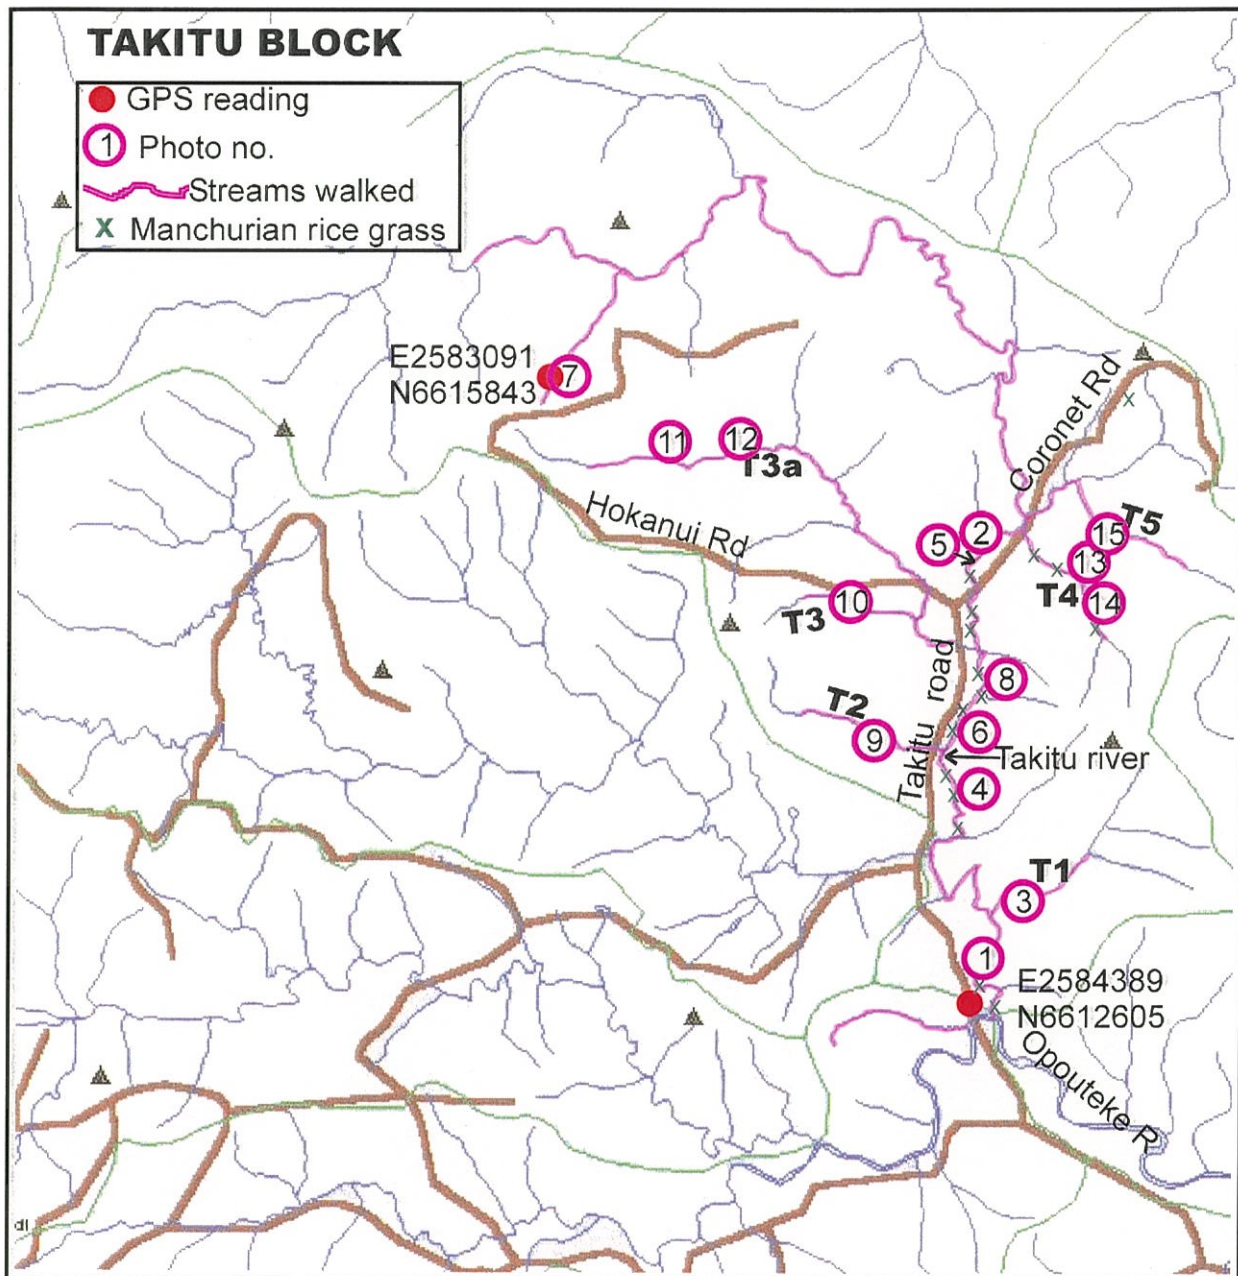 TAKITU BLOCK
GPS reading
1 Photo no.
Streams walked
x Manchurian rice grass
E2583091
N6615843
7
Coronet Rd
11
12
T3a
Hokanui Rd
5
2
15
T5
13
T4
14
10
T3
8
Takitu road
T2
9
6
Takitu river
4
T1
3
1
E2584389
N6612605
Opouteke R
dl